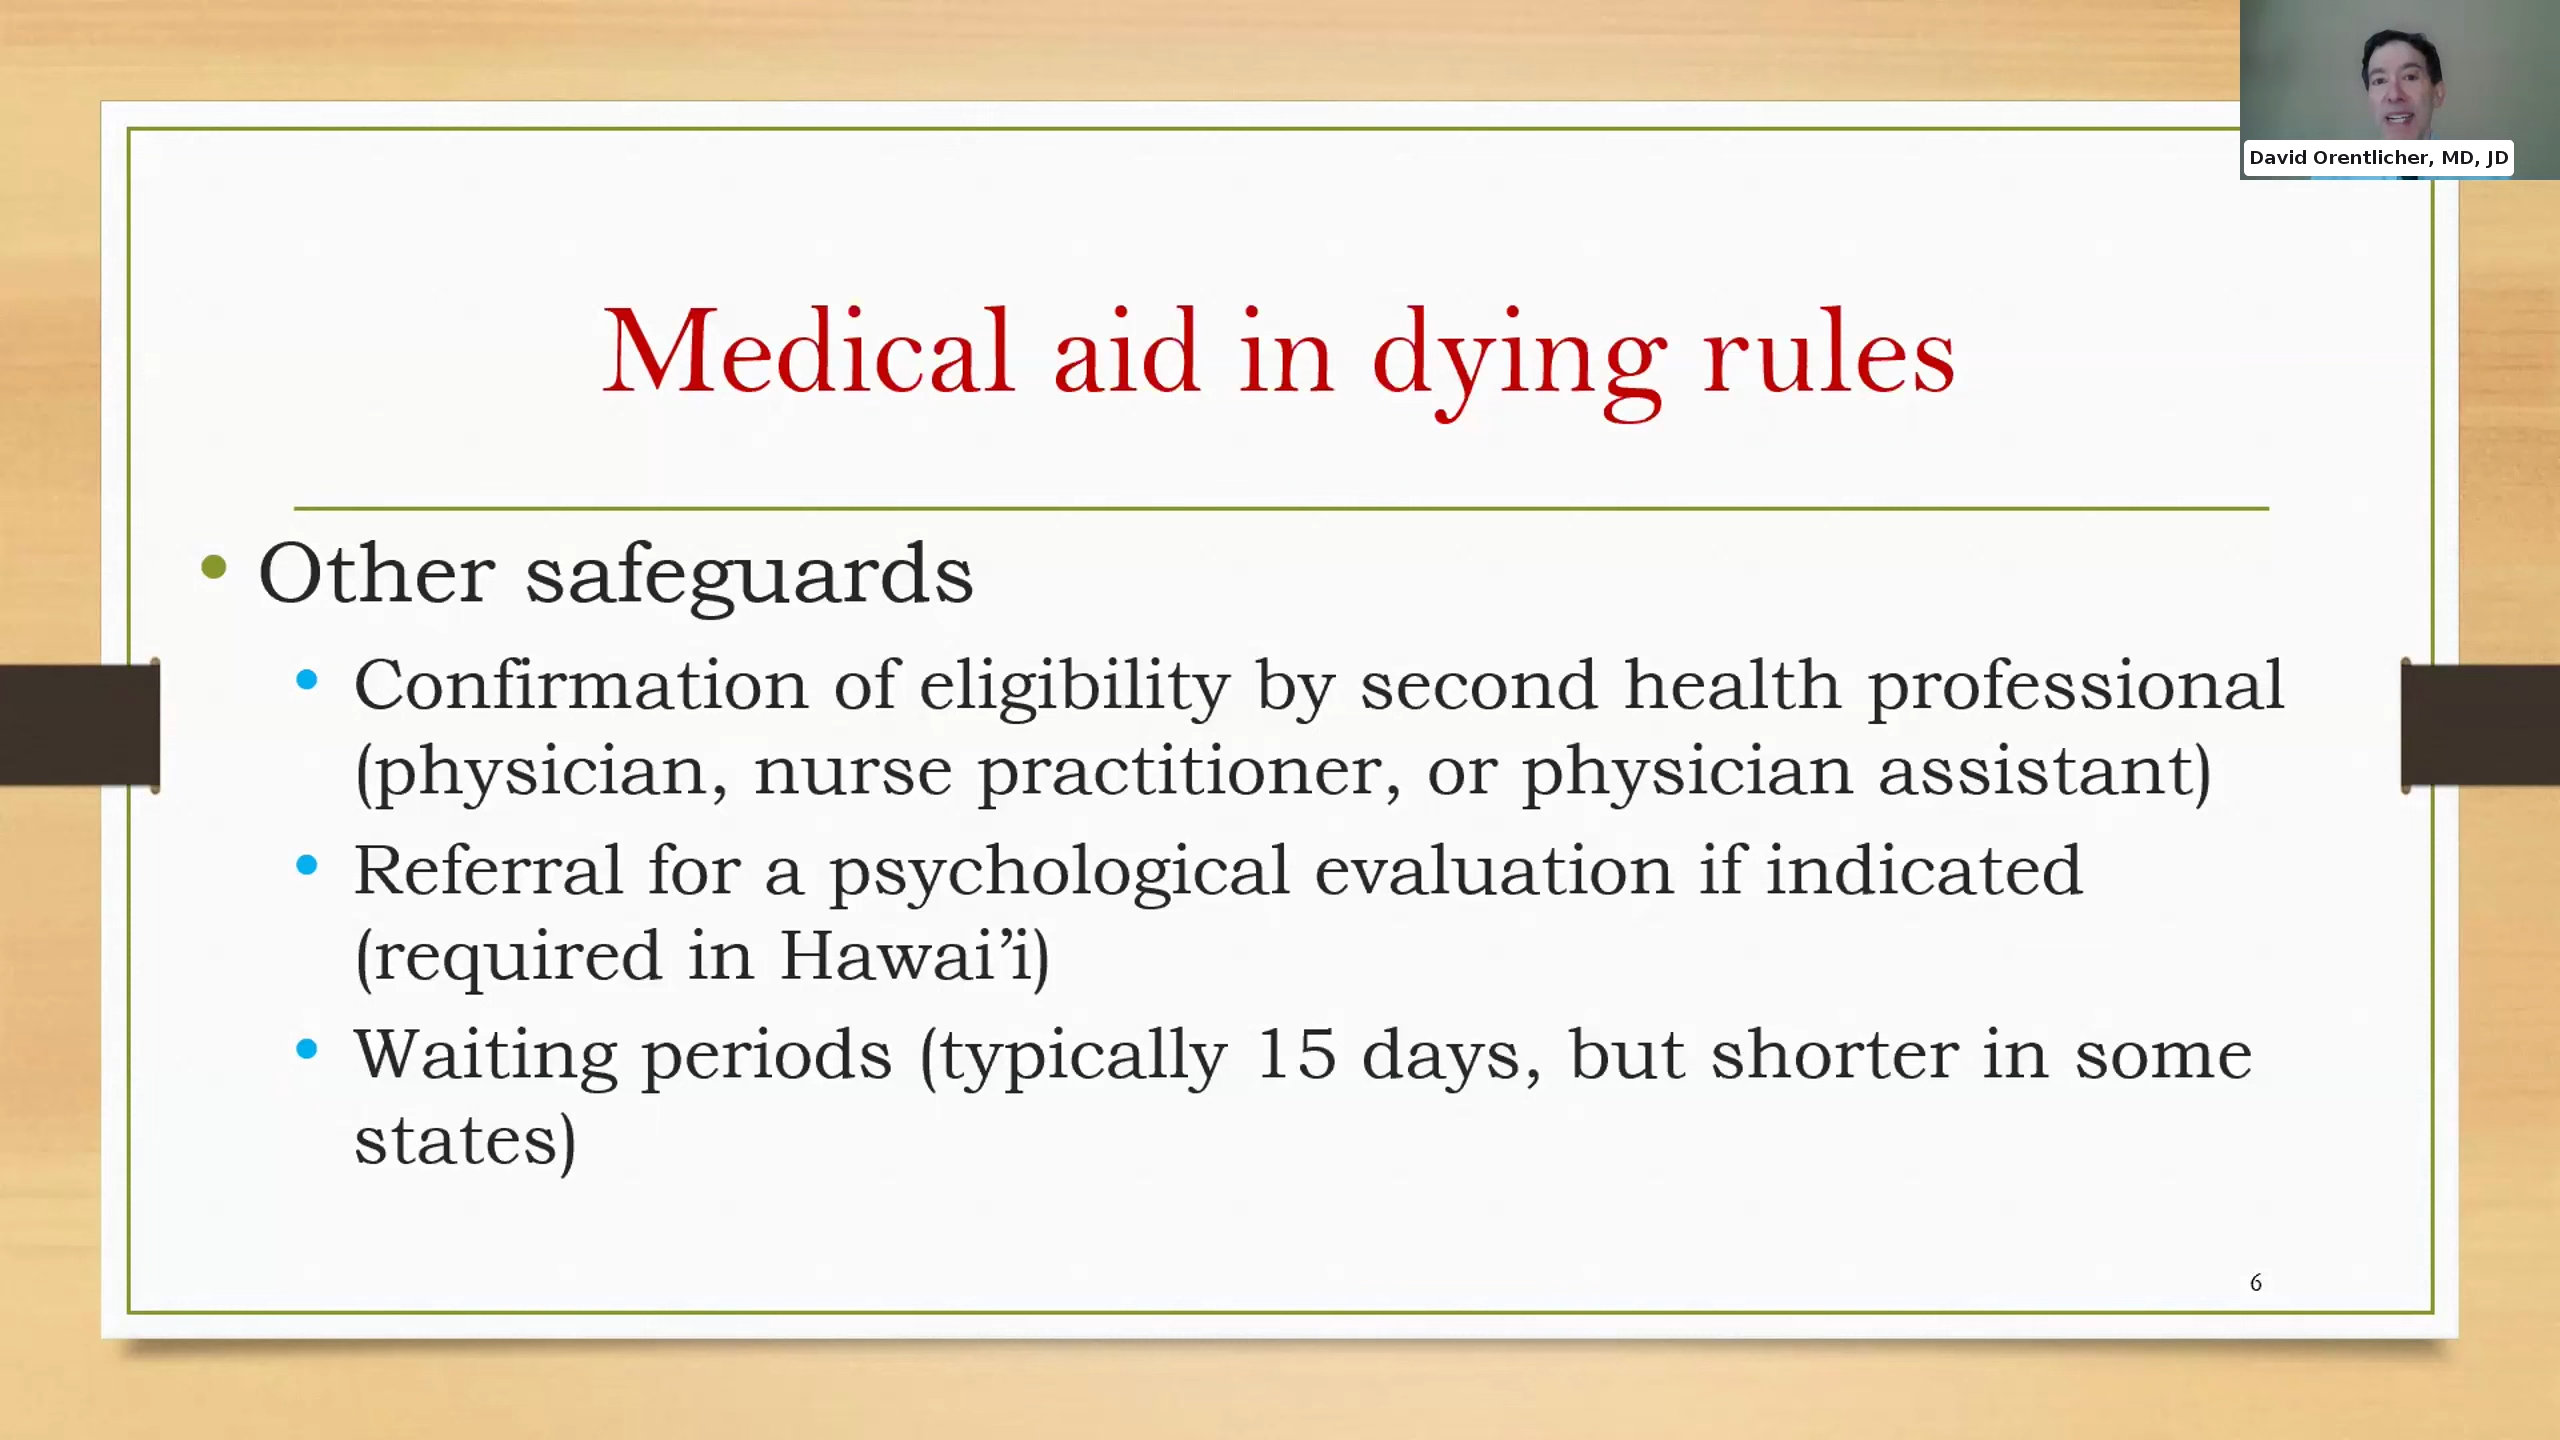 David Orentlicher, MD, JD
Medical aid in dying rules
• Other safeguards
• Confirmation of eligibility by second health professional
(physician, nurse practitioner, or physician assistant)
• Referral for a psychological evaluation if indicated
(required in Hawai’i)
• Waiting periods (typically 15 days, but shorter in some
states)
6